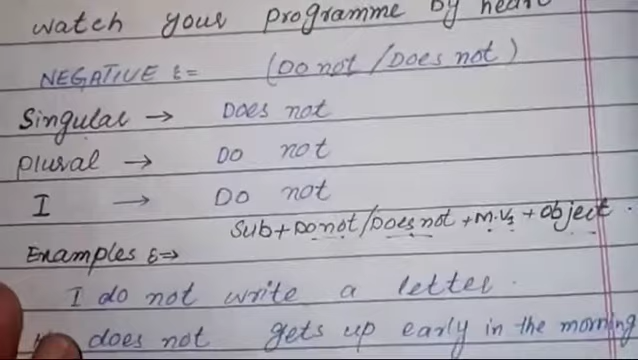 watch your programme by heart
NEGATIVE :- (Do not / Does not)
Singular → Does not
Plural → Do not
I → Do not
Sub + Do not / Does not + m.v₁ + object.
Examples :⇒
I do not write a letter.
does not gets up early in the morning